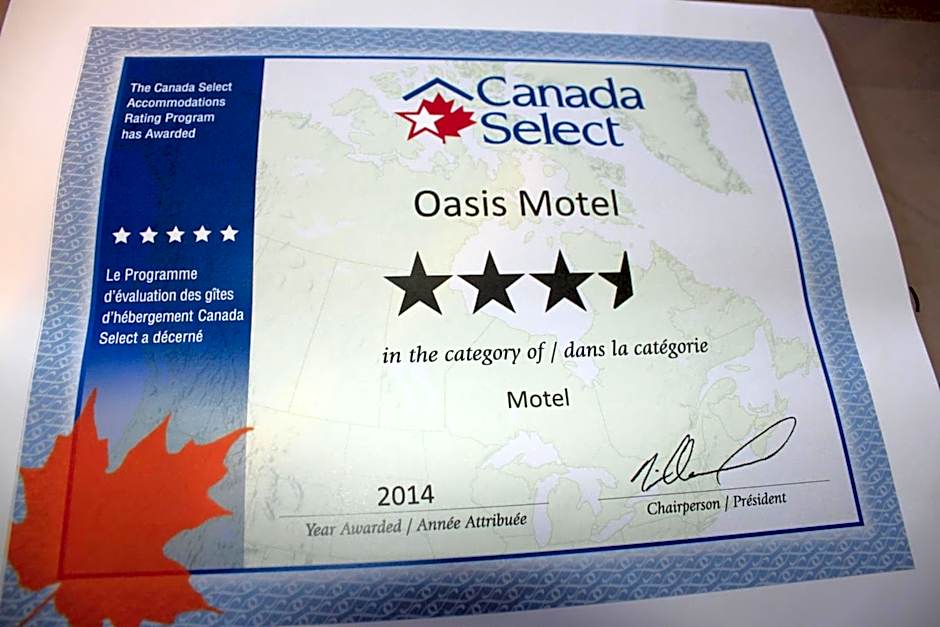 The Canada Select
Accommodations
Rating Program
has Awarded
Le Programme
d'évaluation des gîtes
d'hébergement Canada
Select a décerné
Canada
Select
Oasis Motel
in the category of / dans la catégorie
Motel
2014
Year Awarded / Année Attribuée
Chairperson / Président